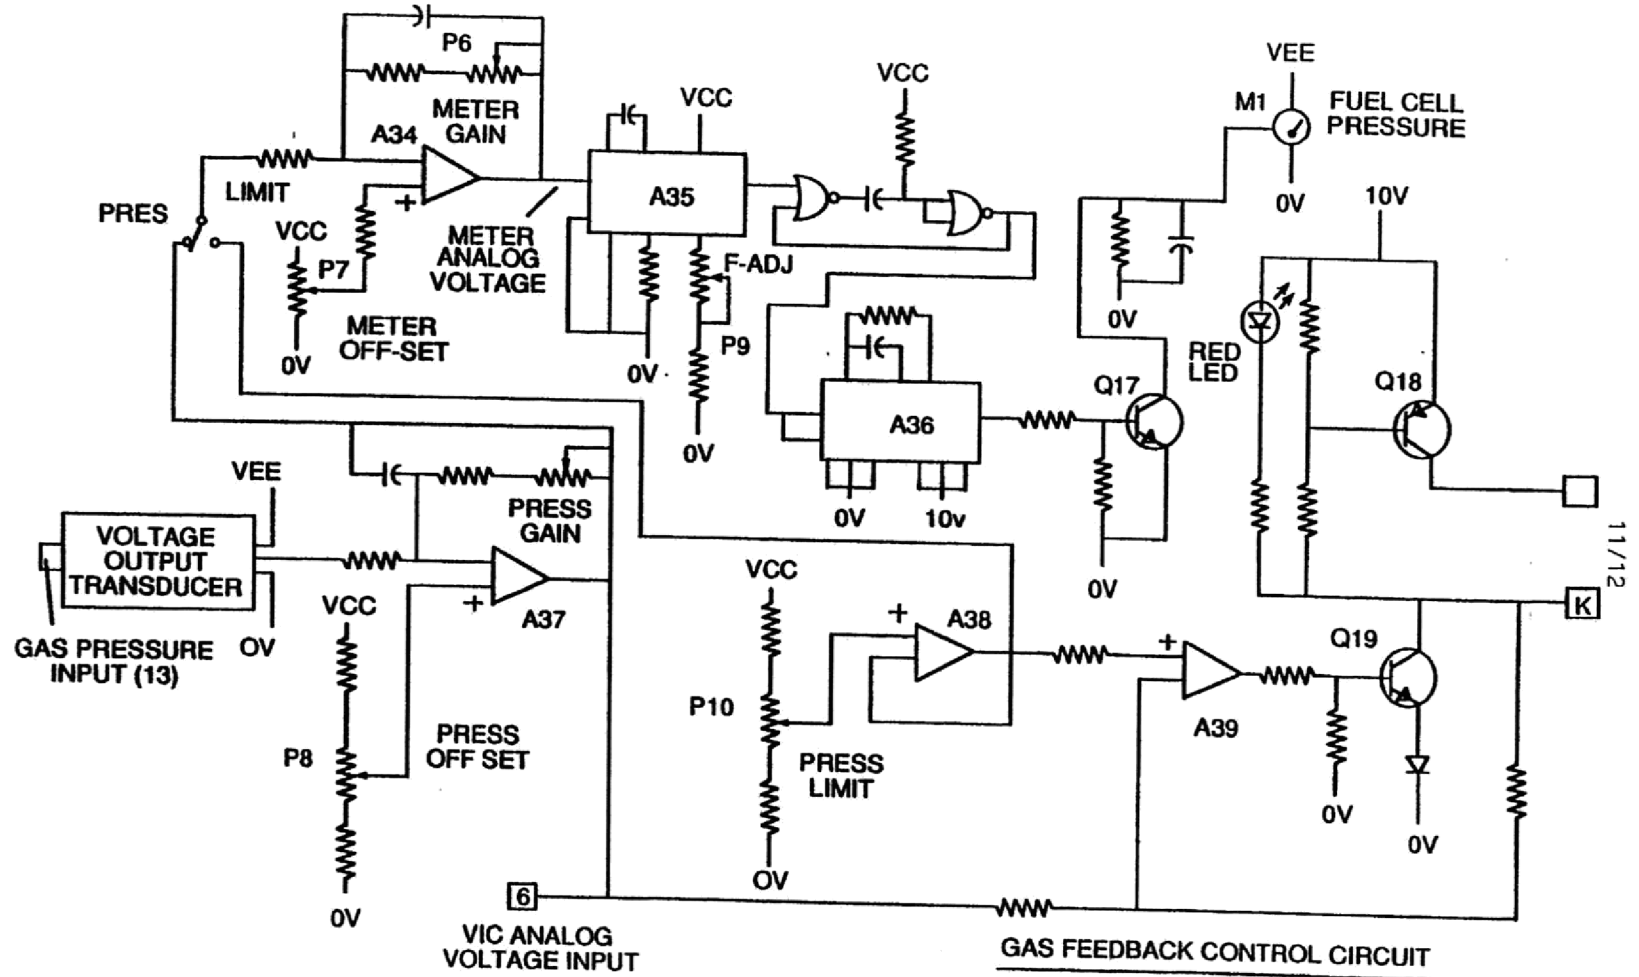 P6
METER
GAIN
A34
+
LIMIT
PRES
VCC
P7
METER
OFF-SET
0V
METER
ANALOG
VOLTAGE
VCC
A35
F-ADJ
P9
0V
0V
VCC
A36
0V
10v
Q17
0V
0V
VEE
M1
FUEL CELL
PRESSURE
0V
10V
RED
LED
Q18
11/12
K
VEE
VOLTAGE
OUTPUT
TRANSDUCER
GAS PRESSURE
INPUT (13)
OV
PRESS
GAIN
+
A37
VCC
P8
PRESS
OFF SET
0V
VCC
P10
PRESS
LIMIT
OV
+
A38
+
A39
Q19
0V
0V
6
VIC ANALOG
VOLTAGE INPUT
GAS FEEDBACK CONTROL CIRCUIT